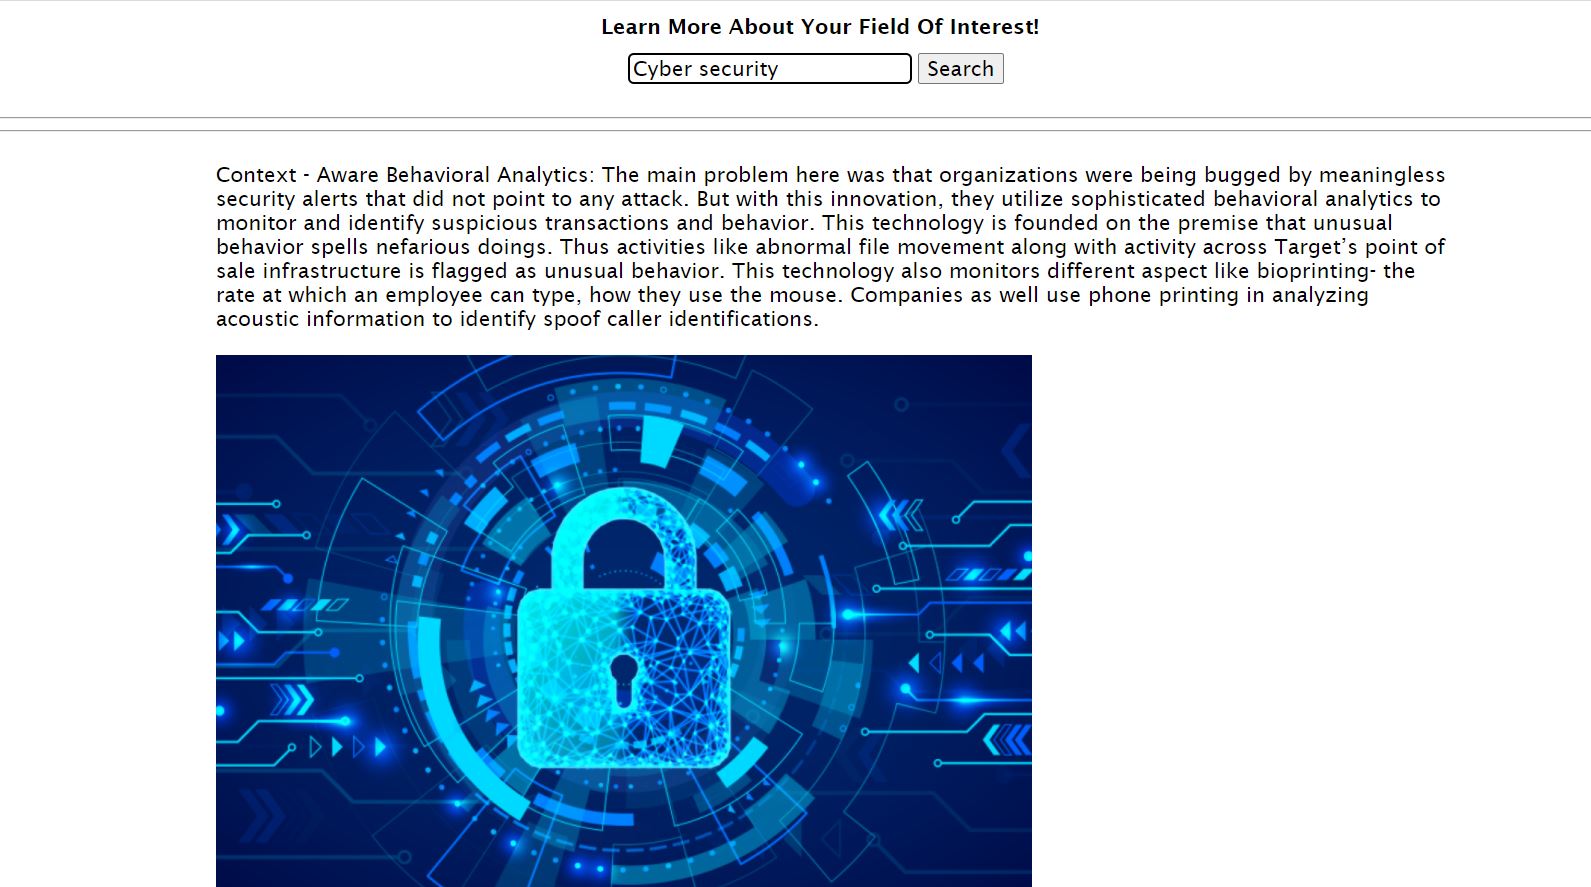 Learn More About Your Field Of Interest!
Cyber security Search
Context - Aware Behavioral Analytics: The main problem here was that organizations were being bugged by meaningless
security alerts that did not point to any attack. But with this innovation, they utilize sophisticated behavioral analytics to
monitor and identify suspicious transactions and behavior. This technology is founded on the premise that unusual
behavior spells nefarious doings. Thus activities like abnormal file movement along with activity across Target’s point of
sale infrastructure is flagged as unusual behavior. This technology also monitors different aspect like bioprinting- the
rate at which an employee can type, how they use the mouse. Companies as well use phone printing in analyzing
acoustic information to identify spoof caller identifications.